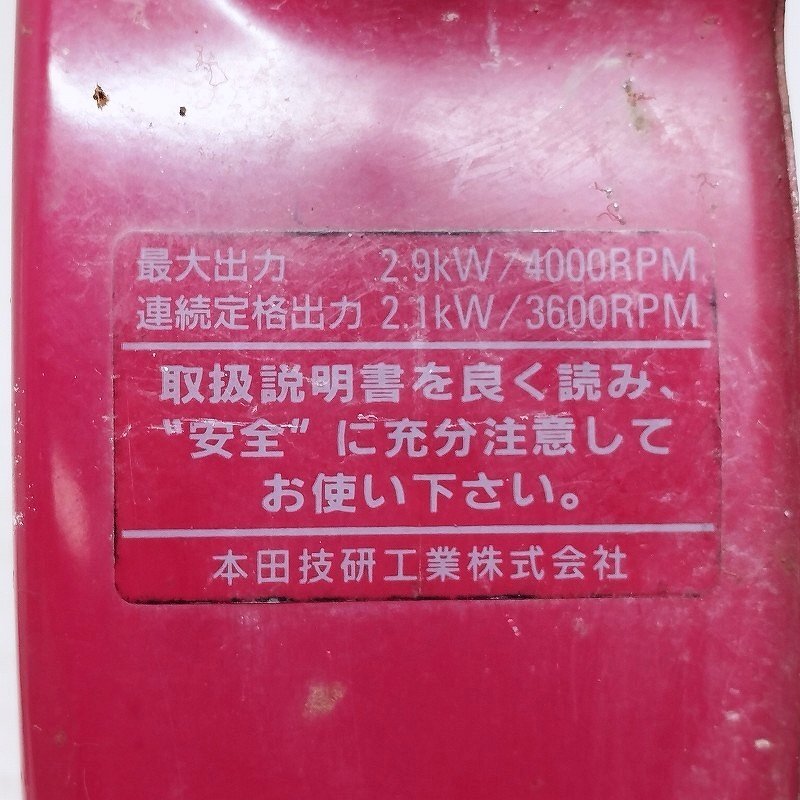 最大出力 2.9kW/4000RPM
連続定格出力 2.1kW/3600RPM
取扱説明書を良く読み、
"安全"に充分注意して
お使い下さい。
本田技研工業株式会社